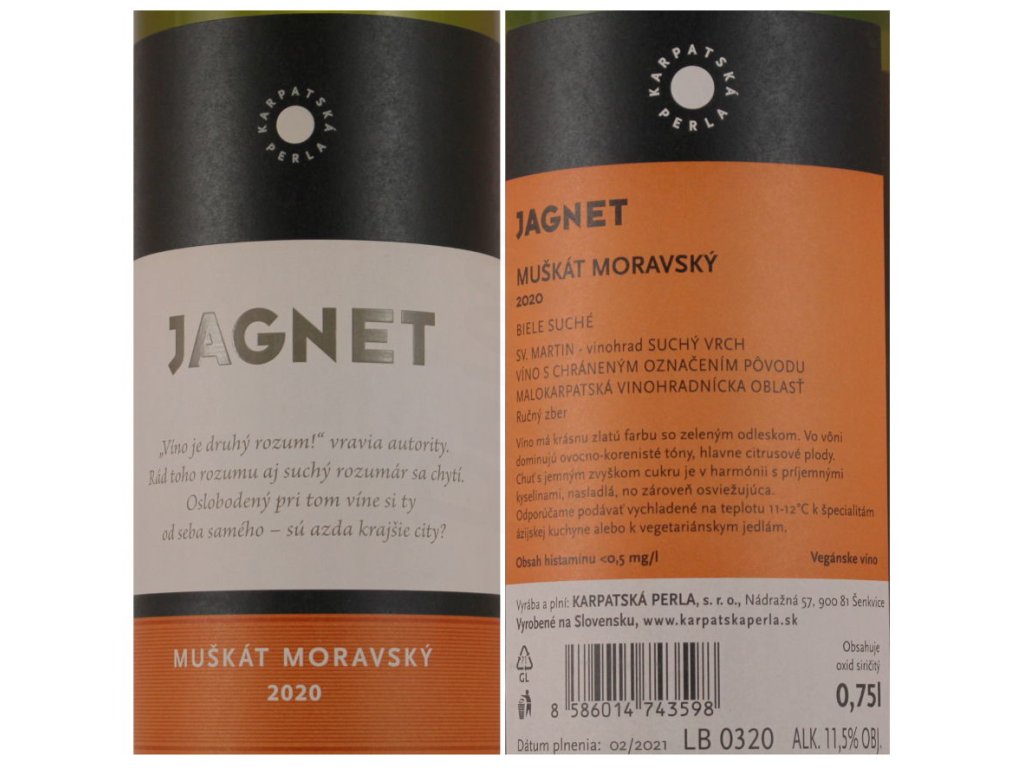 KARPATSKÁ
PERLA
JAGNET
„Víno je druhý rozum!“ vravia autority.
Rád toho rozumu aj suchý rozumár sa chytí.
Oslobodený pri tom víne si ty
od seba samého – sú azda krajšie city?
MUŠKÁT MORAVSKÝ
2020
KARPATSKÁ
PERLA
JAGNET
MUŠKÁT MORAVSKÝ
2020
BIELE SUCHÉ
SV. MARTIN - vinohrad SUCHÝ VRCH
VÍNO S CHRÁNENÝM OZNAČENÍM PÔVODU
MALOKARPATSKÁ VINOHRADNÍCKA OBLASŤ
Ručný zber
Víno má krásnu zlatú farbu so zeleným odleskom. Vo vôni
dominujú ovocno-korenisté tóny, hlavne citrusové plody.
Chuť s jemným zvyškom cukru je v harmónii s príjemnými
kyselinami, nasladlá, no zároveň osviežujúca.
Odporúčame podávať vychladené na teplotu 11-12°C k špecialitám
ázijskej kuchyne alebo k vegetariánskym jedlám.
Obsah histamínu <0,5 mg/l Vegánske víno
Vyrába a plní: KARPATSKÁ PERLA, s. r. o., Nádražná 57, 900 81 Šenkvice
Vyrobené na Slovensku, www.karpatskaperla.sk
Obsahuje
oxid siričitý
GL
0,75l
8 586014 743598
Dátum plnenia: 02/2021 LB 0320 ALK. 11,5% OBJ.